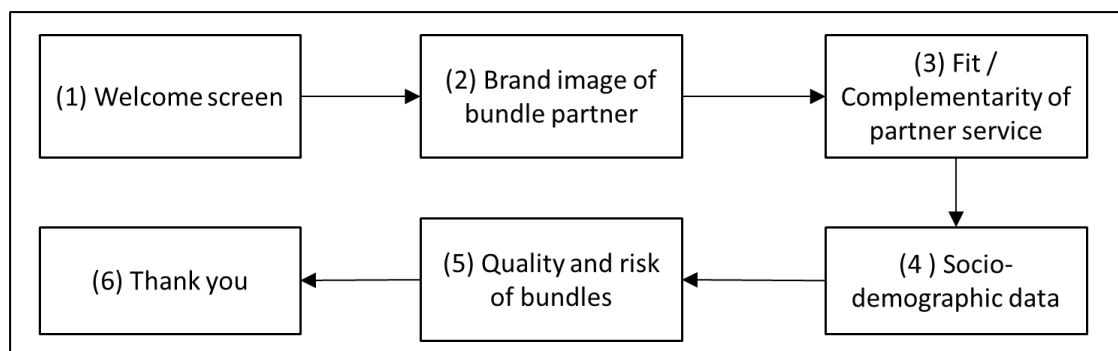 (1) Welcome screen
(2) Brand image of
bundle partner
(3) Fit /
Complementarity of
partner service
(4 ) Socio-
demographic data
(5) Quality and risk
of bundles
(6) Thank you